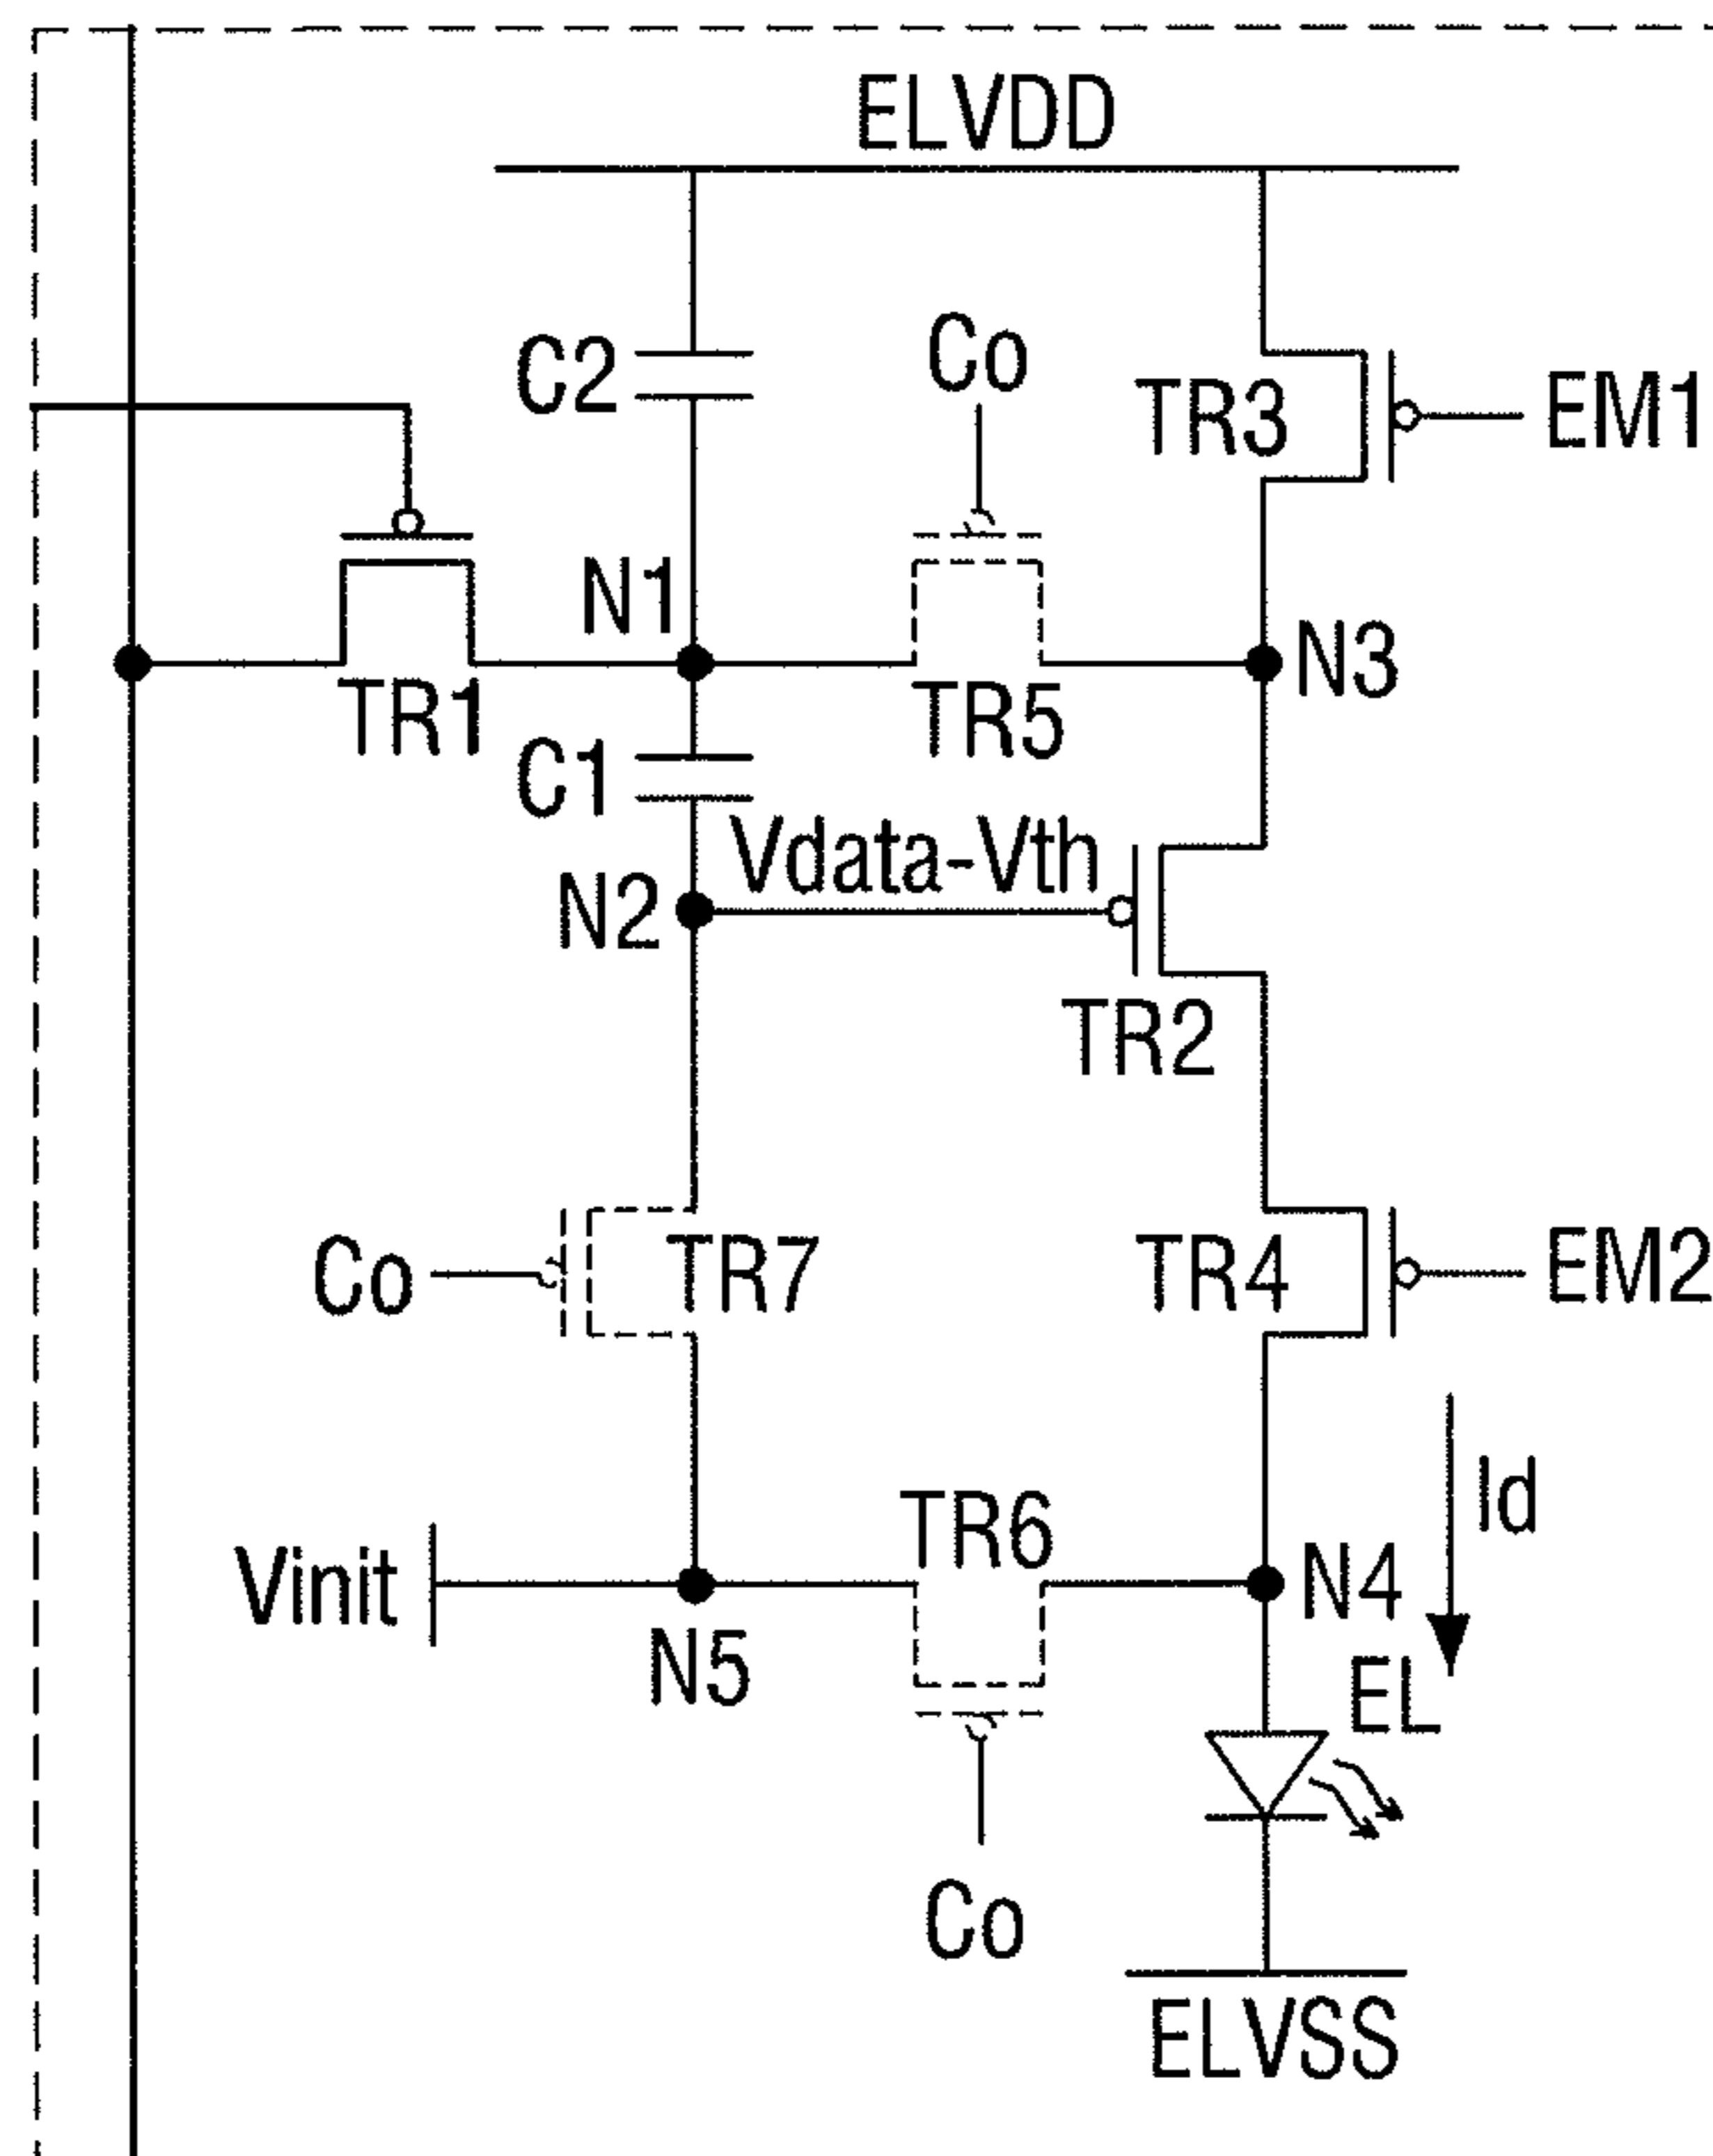 ELVDD
C2
Co
TR3
EM1
N1
N3
TR1
TR5
C1
Vdata-Vth
N2
TR2
Co
TR7
TR4
EM2
Id
TR6
Vinit
N4
N5
EL
Co
ELVSS